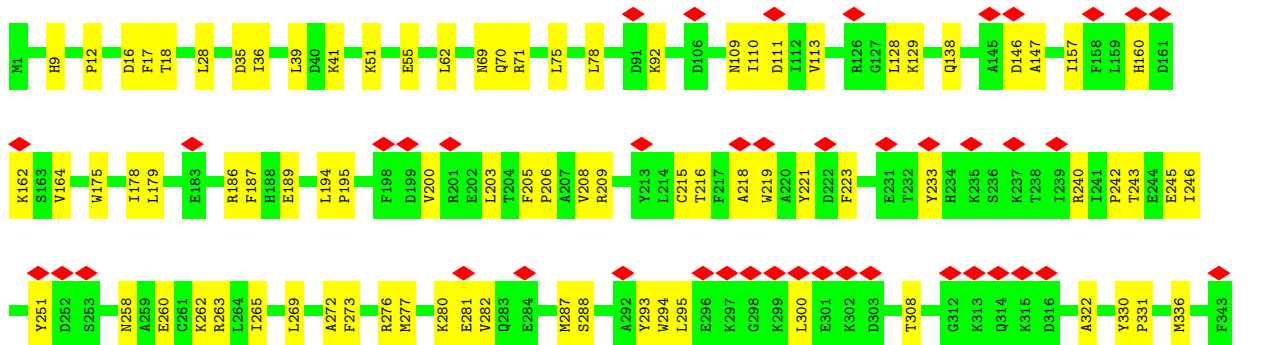 M1 H9 P12 D16 F17 T18 L28 D35 I36 L39 D40 K41 K51 E55 L62 N69 Q70 R71 L75 L78 D91 K92 D106 N109 I110 D111 I112 V113 R126 G127 L128 K129 Q138 A145 D146 A147 I157 F158 L159 H160 D161
K162 S163 V164 W175 I178 L179 E183 R186 F187 H188 E189 L194 P195 F198 D199 V200 R201 E202 L203 T204 F205 P206 A207 V208 R209 Y213 L214 C215 T216 F217 A218 W219 A220 Y221 D222 F223 E231 T232 Y233 H234 K235 S236 K237 T238 I239 R240 I241 P242 T243 E244 E245 I246
Y251 D252 S253 N258 A259 E260 C261 K262 R263 L264 I265 L269 A272 F273 R276 M277 K280 E281 V282 Q283 E284 M287 S288 A292 Y293 W294 L295 E296 K297 G298 K299 L300 E301 K302 D303 T308 G312 K313 Q314 K315 D316 A322 Y330 P331 M336 F343